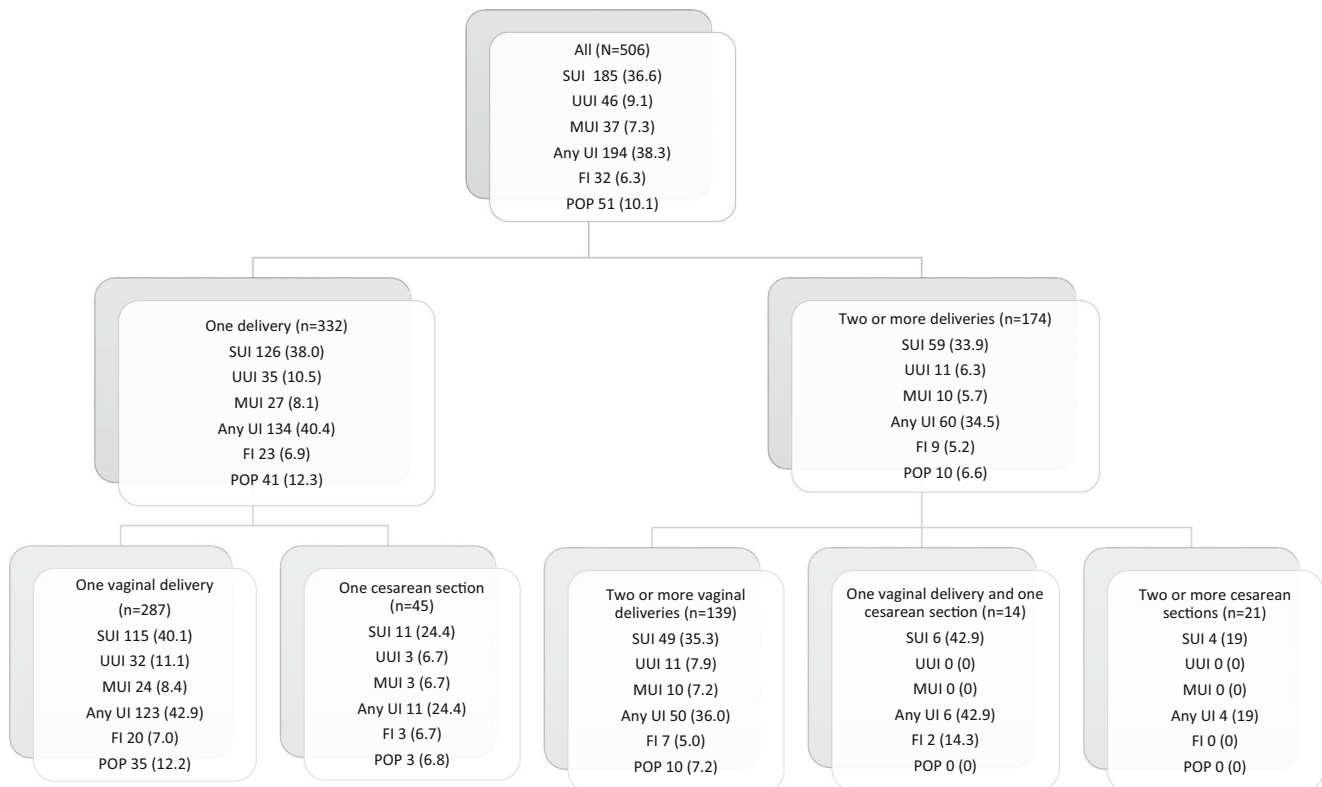 All (N=506)
SUI 185 (36.6)
UUI 46 (9.1)
MUI 37 (7.3)
Any UI 194 (38.3)
FI 32 (6.3)
POP 51 (10.1)
One delivery (n=332)
SUI 126 (38.0)
UUI 35 (10.5)
MUI 27 (8.1)
Any UI 134 (40.4)
FI 23 (6.9)
POP 41 (12.3)
Two or more deliveries (n=174)
SUI 59 (33.9)
UUI 11 (6.3)
MUI 10 (5.7)
Any UI 60 (34.5)
FI 9 (5.2)
POP 10 (6.6)
One vaginal delivery
(n=287)
SUI 115 (40.1)
UUI 32 (11.1)
MUI 24 (8.4)
Any UI 123 (42.9)
FI 20 (7.0)
POP 35 (12.2)
One cesarean section
(n=45)
SUI 11 (24.4)
UUI 3 (6.7)
MUI 3 (6.7)
Any UI 11 (24.4)
FI 3 (6.7)
POP 3 (6.8)
Two or more vaginal
deliveries (n=139)
SUI 49 (35.3)
UUI 11 (7.9)
MUI 10 (7.2)
Any UI 50 (36.0)
FI 7 (5.0)
POP 10 (7.2)
One vaginal delivery and one
cesarean section (n=14)
SUI 6 (42.9)
UUI 0 (0)
MUI 0 (0)
Any UI 6 (42.9)
FI 2 (14.3)
POP 0 (0)
Two or more cesarean
sections (n=21)
SUI 4 (19)
UUI 0 (0)
MUI 0 (0)
Any UI 4 (19)
FI 0 (0)
POP 0 (0)